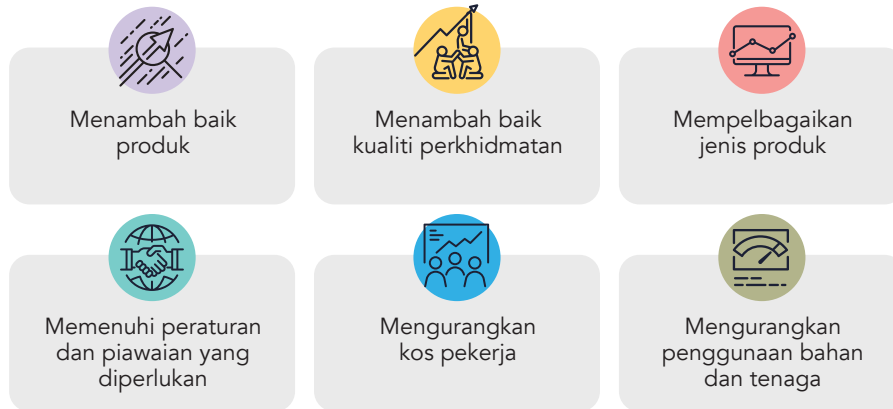 Menambah baik
produk
Menambah baik
kualiti perkhidmatan
Mempelbagaikan
jenis produk
Memenuhi peraturan
dan piawaian yang
diperlukan
Mengurangkan
kos pekerja
Mengurangkan
penggunaan bahan
dan tenaga